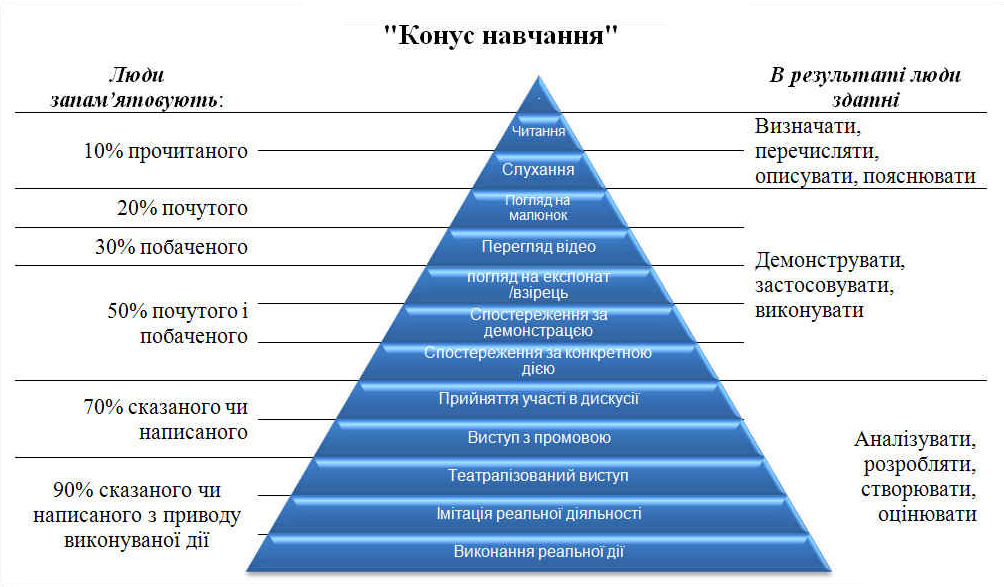 "Конус навчання"
Люди
запам’ятовують:
10% прочитаного
20% почутого
30% побаченого
50% почутого і
побаченого
70% сказаного чи
написаного
90% сказаного чи
написаного з приводу
виконуваної дії
Читання
Слухання
Погляд на
малюнок
Перегляд відео
погляд на експонат
/взірець
Спостереження за
демонстрацією
Спостереження за конкретною
дією
Прийняття участі в дискусії
Виступ з промовою
Театралізований виступ
Імітація реальної діяльності
Виконання реальної дії
В результаті люди
здатні
Визначати,
перечисляти,
описувати, пояснювати
Демонструвати,
застосовувати,
виконувати
Аналізувати,
розробляти,
створювати,
оцінювати